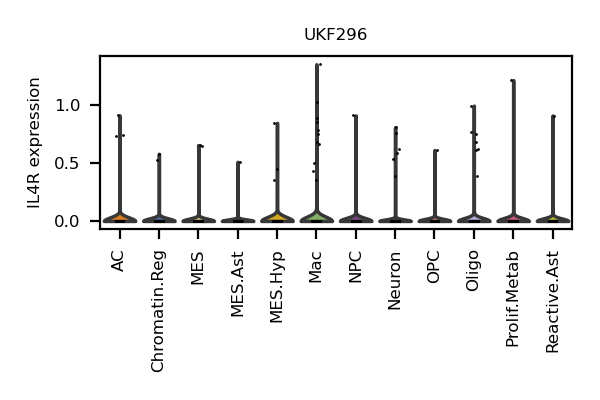 UKF296
IL4R expression
1.0
0.5
0.0
AC
Chromatin.Reg
MES
MES.Ast
MES.Hyp
Mac
NPC
Neuron
OPC
Oligo
Prolif.Metab
Reactive.Ast